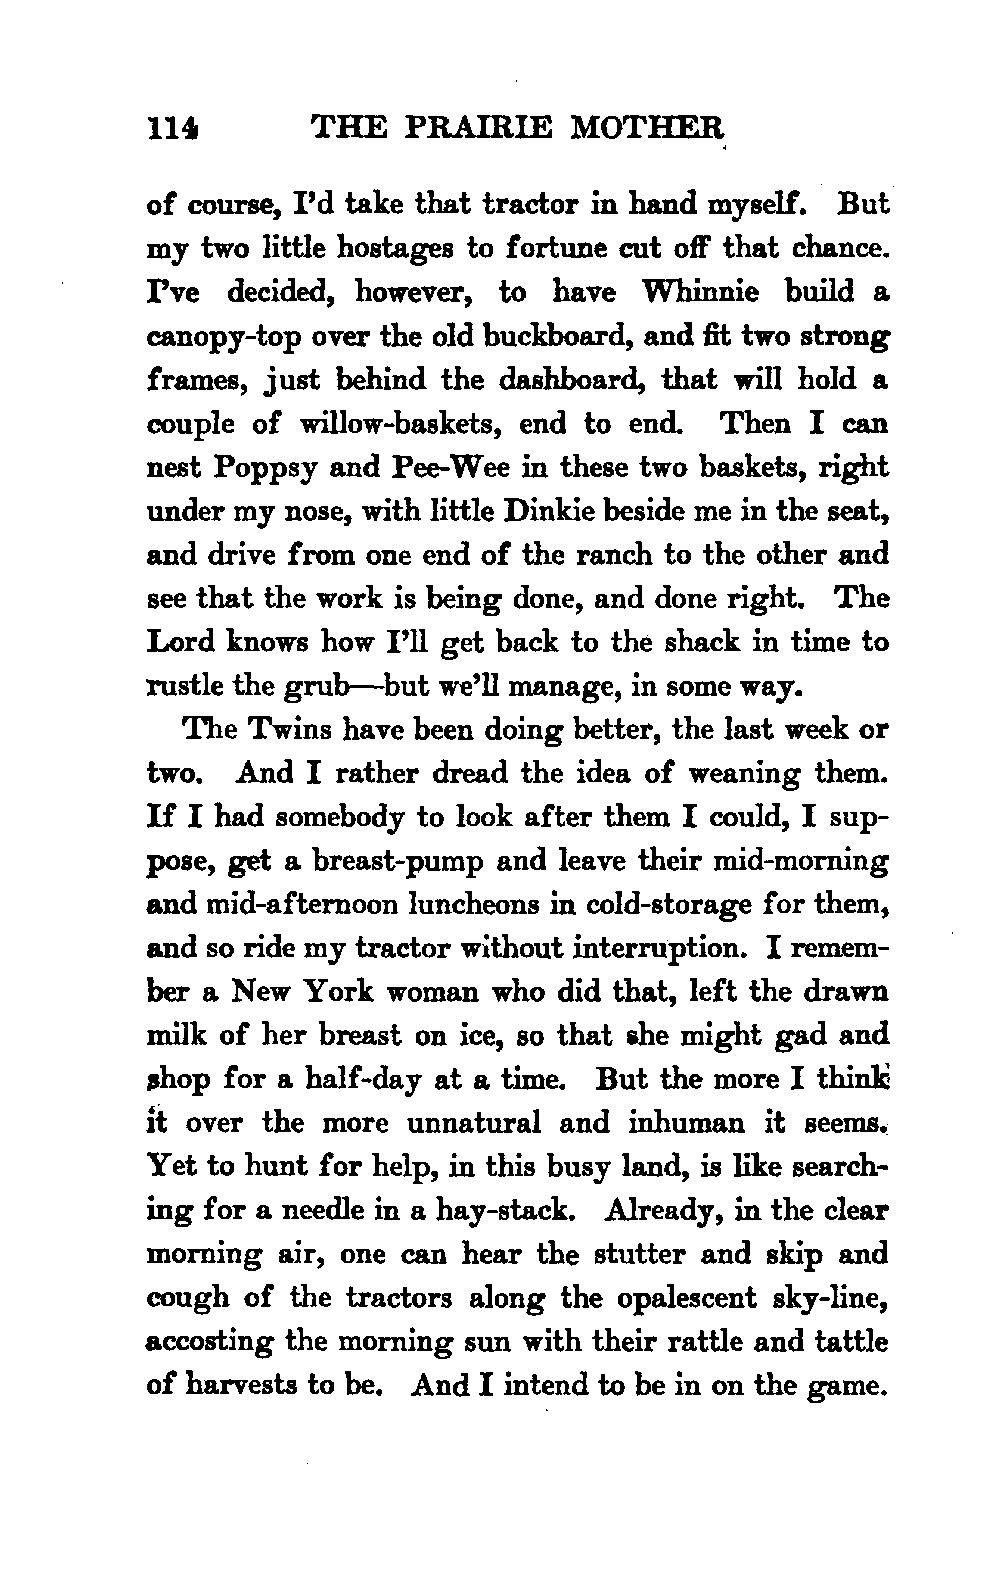 114 THE PRAIRIE MOTHER
of course, I'd take that tractor in hand myself. But
my two little hostages to fortune cut off that chance.
I've decided, however, to have Whinnie build a
canopy-top over the old buckboard, and fit two strong
frames, just behind the dashboard, that will hold a
couple of willow-baskets, end to end. Then I can
nest Poppsy and Pee-Wee in these two baskets, right
under my nose, with little Dinkie beside me in the seat,
and drive from one end of the ranch to the other and
see that the work is being done, and done right. The
Lord knows how I'll get back to the shack in time to
rustle the grub—but we'll manage, in some way.
The Twins have been doing better, the last week or
two. And I rather dread the idea of weaning them.
If I had somebody to look after them I could, I sup-
pose, get a breast-pump and leave their mid-morning
and mid-afternoon luncheons in cold-storage for them,
and so ride my tractor without interruption. I remem-
ber a New York woman who did that, left the drawn
milk of her breast on ice, so that she might gad and
shop for a half-day at a time. But the more I think
it over the more unnatural and inhuman it seems.
Yet to hunt for help, in this busy land, is like search-
ing for a needle in a hay-stack. Already, in the clear
morning air, one can hear the stutter and skip and
cough of the tractors along the opalescent sky-line,
accosting the morning sun with their rattle and tattle
of harvests to be. And I intend to be in on the game.